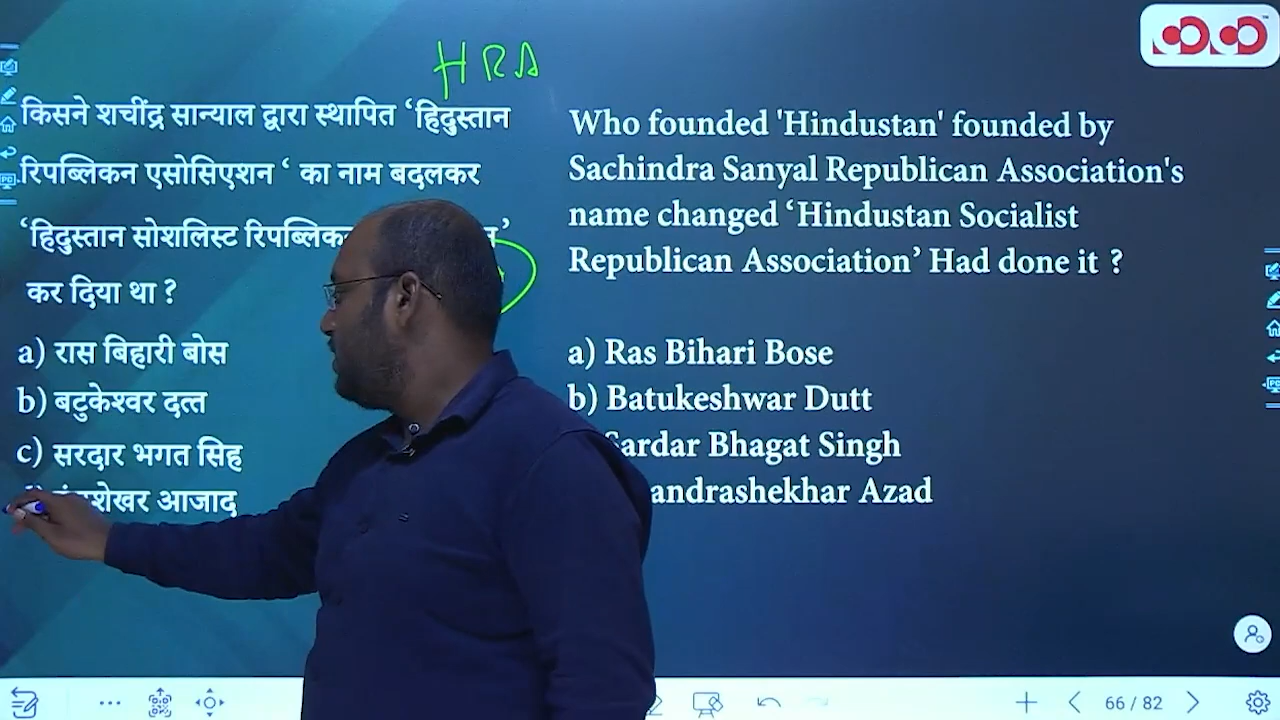 HRA
किसने शचींद्र सान्याल द्वारा स्थापित ‘हिदुस्तान
रिपब्लिकन एसोसिएशन ‘ का नाम बदलकर
‘हिदुस्तान सोशलिस्ट
कर दिया था ?
a) रास बिहारी बोस
b) बटुकेश्वर दत्त
c) सरदार भगत सिह
आजाद
Who founded 'Hindustan' founded by
Sachindra Sanyal Republican Association's
name changed ‘Hindustan Socialist
Republican Association’ Had done it ?
a) Ras Bihari Bose
b) Batukeshwar Dutt
Sardar Bhagat Singh
andrashekhar Azad
66 / 82